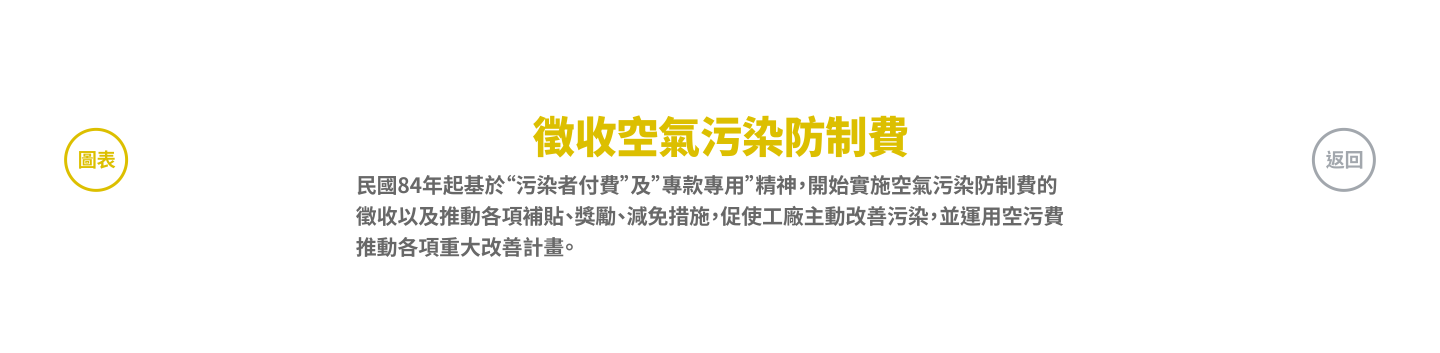 徵收空氣污染防制費
圖表
民國84年起基於“污染者付費”及”專款專用”精神,開始實施空氣污染防制費的
徵收以及推動各項補貼、獎勵、減免措施,促使工廠主動改善污染,並運用空污費
推動各項重大改善計畫。
返回